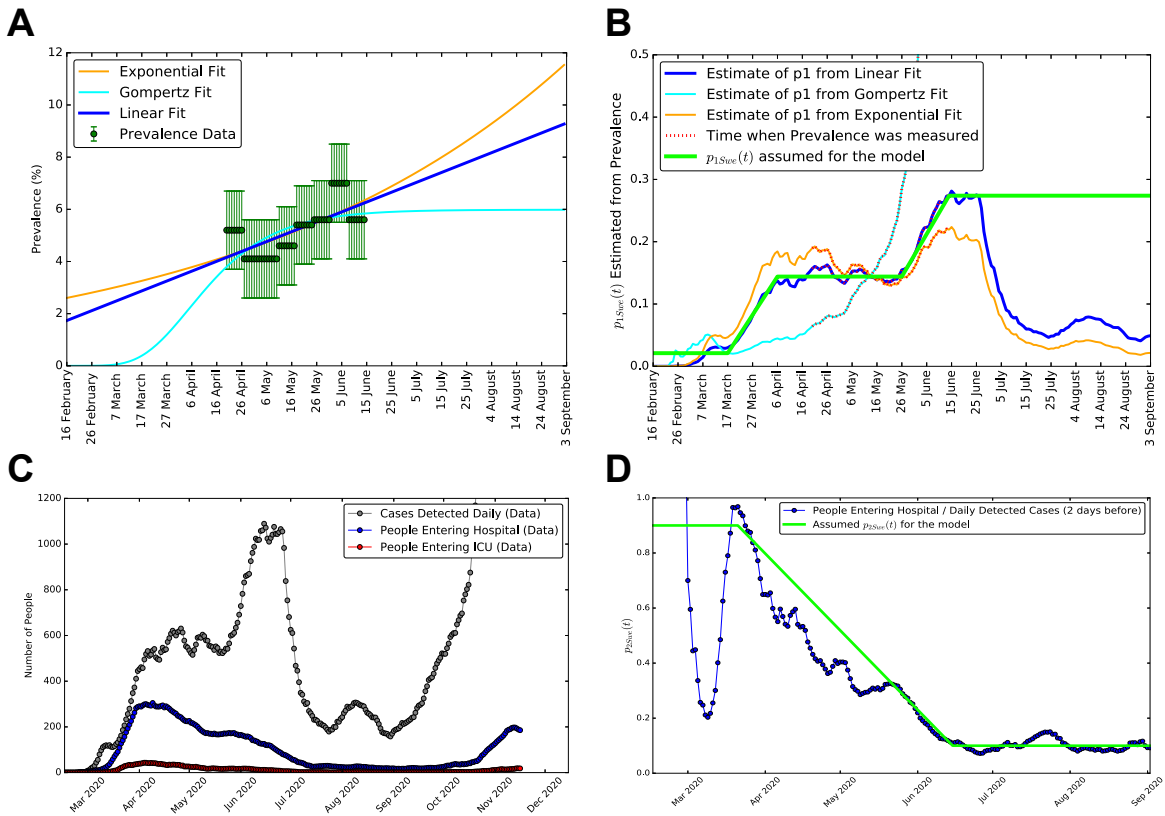 A
12
10
8
6
4
2
0
Prevalence (%)
Exponential Fit
Gompertz Fit
Linear Fit
Prevalence Data
16 February
26 February
7 March
17 March
27 March
6 April
16 April
26 April
6 May
16 May
26 May
5 June
15 June
25 June
5 July
15 July
25 July
4 August
14 August
24 August
3 September
B
0.5
0.4
0.3
0.2
0.1
0.0
p1Swe(t) Estimated from Prevalence
Estimate of p1 from Linear Fit
Estimate of p1 from Gompertz Fit
Estimate of p1 from Exponential Fit
Time when Prevalence was measured
p1Swe(t) assumed for the model
16 February
26 February
7 March
17 March
27 March
6 April
16 April
26 April
6 May
16 May
26 May
5 June
15 June
25 June
5 July
15 July
25 July
4 August
14 August
24 August
3 September
C
1200
1000
800
600
400
200
0
Number of People
Cases Detected Daily (Data)
People Entering Hospital (Data)
People Entering ICU (Data)
Mar 2020
Apr 2020
May 2020
Jun 2020
Jul 2020
Aug 2020
Sep 2020
Oct 2020
Nov 2020
Dec 2020
D
1.0
0.8
0.6
0.4
0.2
0.0
p2Swe(t)
People Entering Hospital / Daily Detected Cases (2 days before)
Assumed p2Swe(t) for the model
Mar 2020
Apr 2020
May 2020
Jun 2020
Jul 2020
Aug 2020
Sep 2020